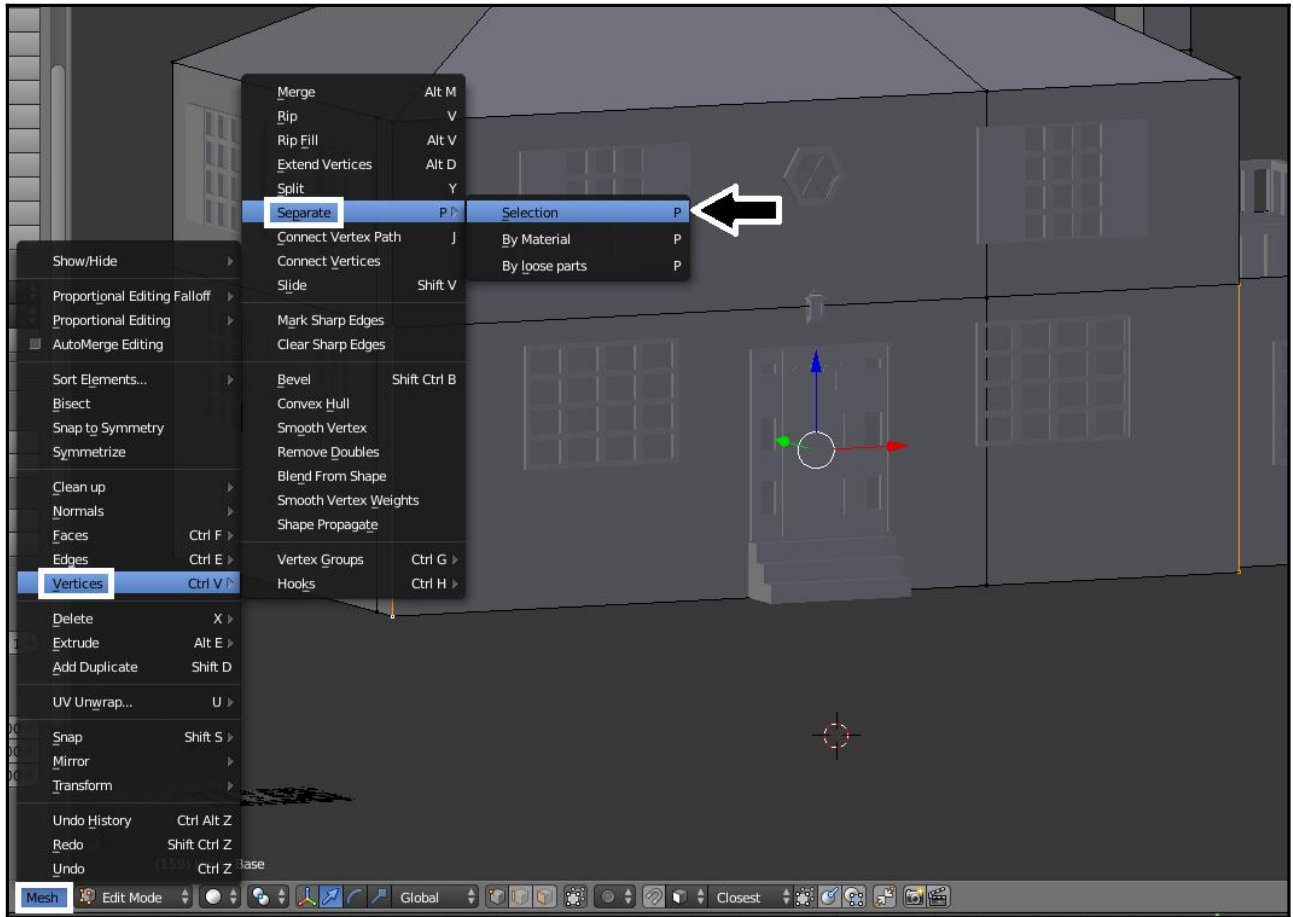 Merge Alt M
Rip V
Rip Fill Alt V
Extend Vertices Alt D
Split Y
Separate P
Connect Vertex Path J
Connect Vertices
Slide Shift V
Mark Sharp Edges
Clear Sharp Edges
Bevel Shift Ctrl B
Convex Hull
Smooth Vertex
Remove Doubles
Blend From Shape
Smooth Vertex Weights
Shape Propagate
Vertex Groups Ctrl G
Hooks Ctrl H
Selection P
By Material P
By loose parts P
Show/Hide
Proportional Editing Falloff
Proportional Editing
AutoMerge Editing
Sort Elements...
Bisect
Snap to Symmetry
Symmetrize
Clean up
Normals
Faces Ctrl F
Edges Ctrl E
Vertices Ctrl V
Delete X
Extrude Alt E
Add Duplicate Shift D
UV Unwrap... U
Snap Shift S
Mirror
Transform
Undo History Ctrl Alt Z
Redo Shift Ctrl Z
Undo Ctrl Z
(159) Base
Mesh Edit Mode Global Closest